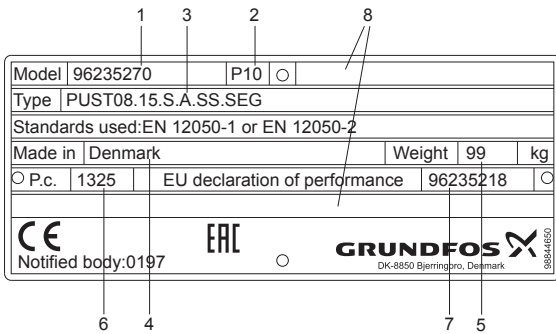 1 3 2 8
Model 96235270 P10
Type PUST08.15.S.A.SS.SEG
Standards used:EN 12050-1 or EN 12050-2
Made in Denmark Weight 99 kg
P.c. 1325 EU declaration of performance 96235218
CE EAC GRUNDFOS
Notified body:0197 DK-8850 Bjerringbro, Denmark
98844650
6 4 7 5